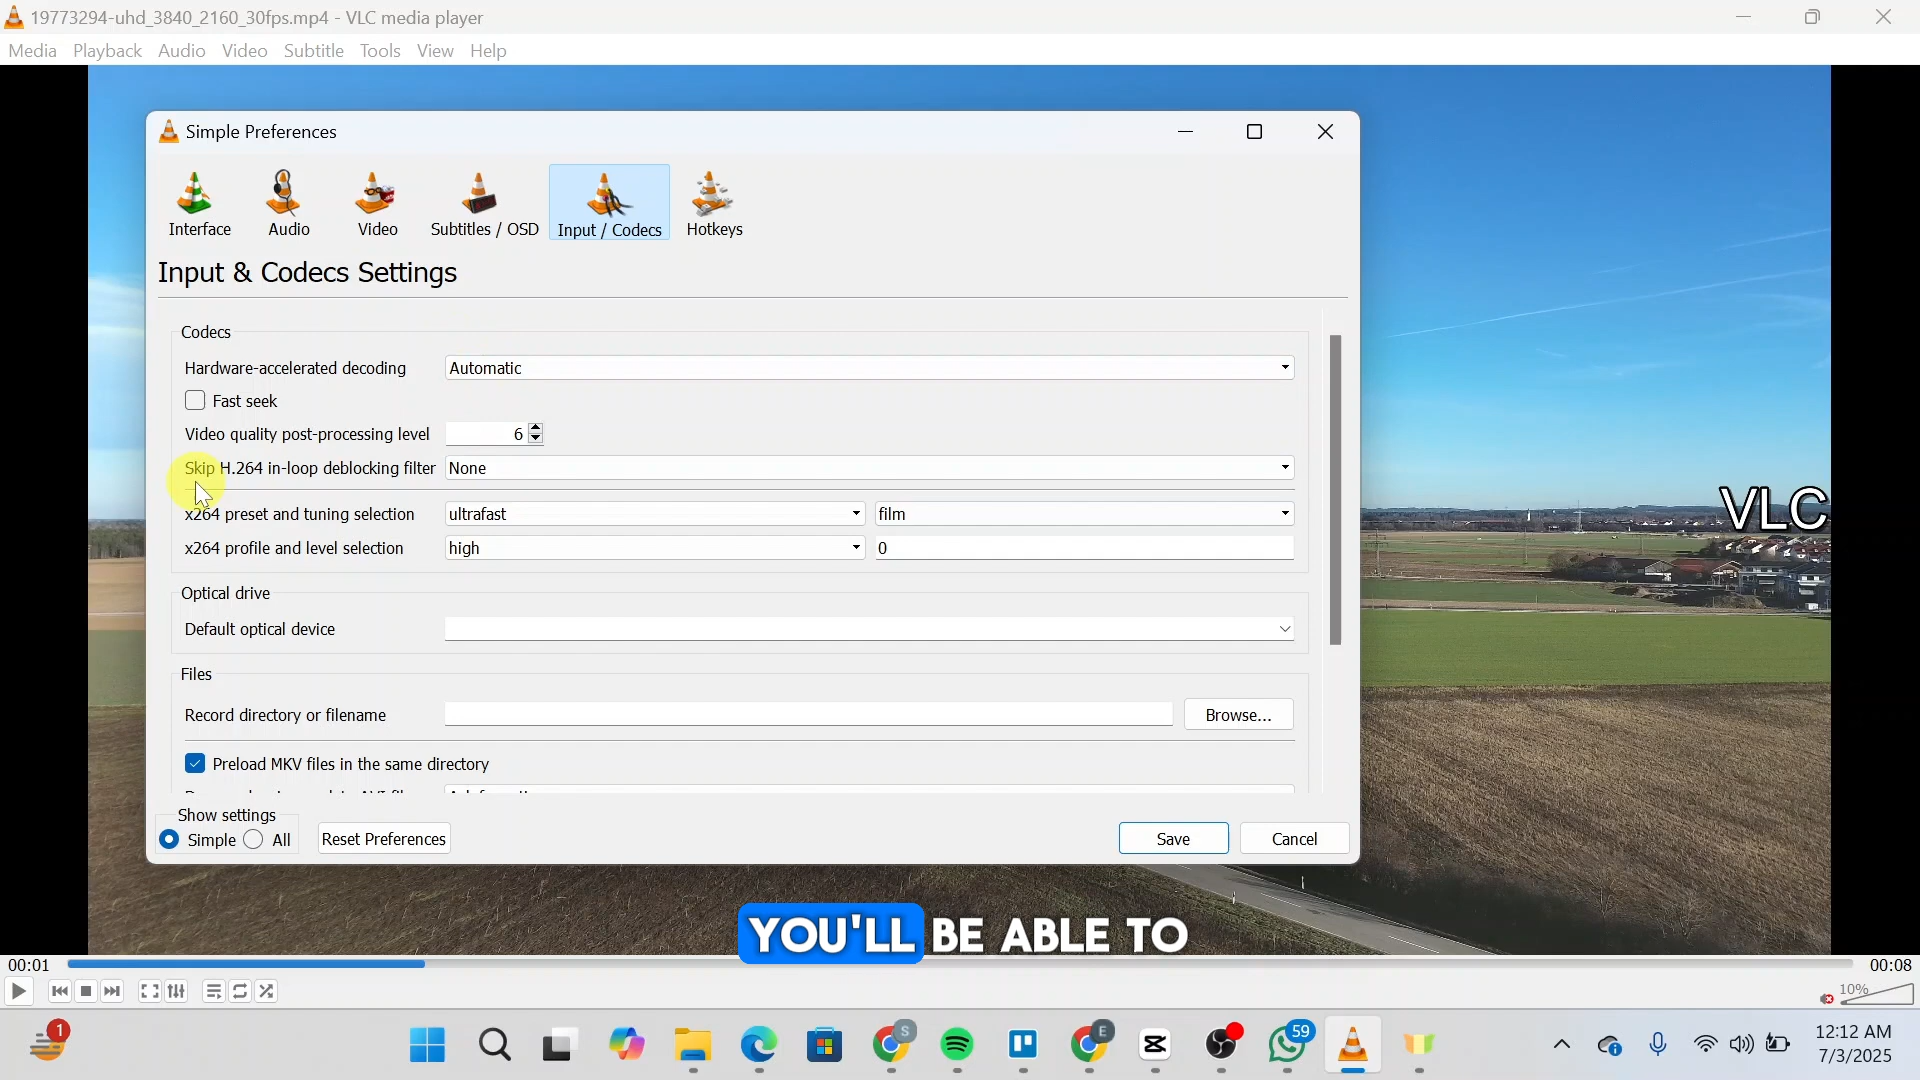 19773294-uhd_3840_2160_30fps.mp4 - VLC media player
Media Playback Audio Video Subtitle Tools View Help
Simple Preferences
Interface Audio Video Subtitles / OSD Input / Codecs Hotkeys
Input & Codecs Settings
Codecs
Hardware-accelerated decoding Automatic
Fast seek
Video quality post-processing level 6
Skip H.264 in-loop deblocking filter None
VLC
x264 preset and tuning selection ultrafast film
x264 profile and level selection high 0
Optical drive
Default optical device
Files
Record directory or filename Browse...
Preload MKV files in the same directory
Show settings
Simple All Reset Preferences Save Cancel
YOU'LL BE ABLE TO
00:01 00:08
10%
1 S E 59
12:12 AM
7/3/2025